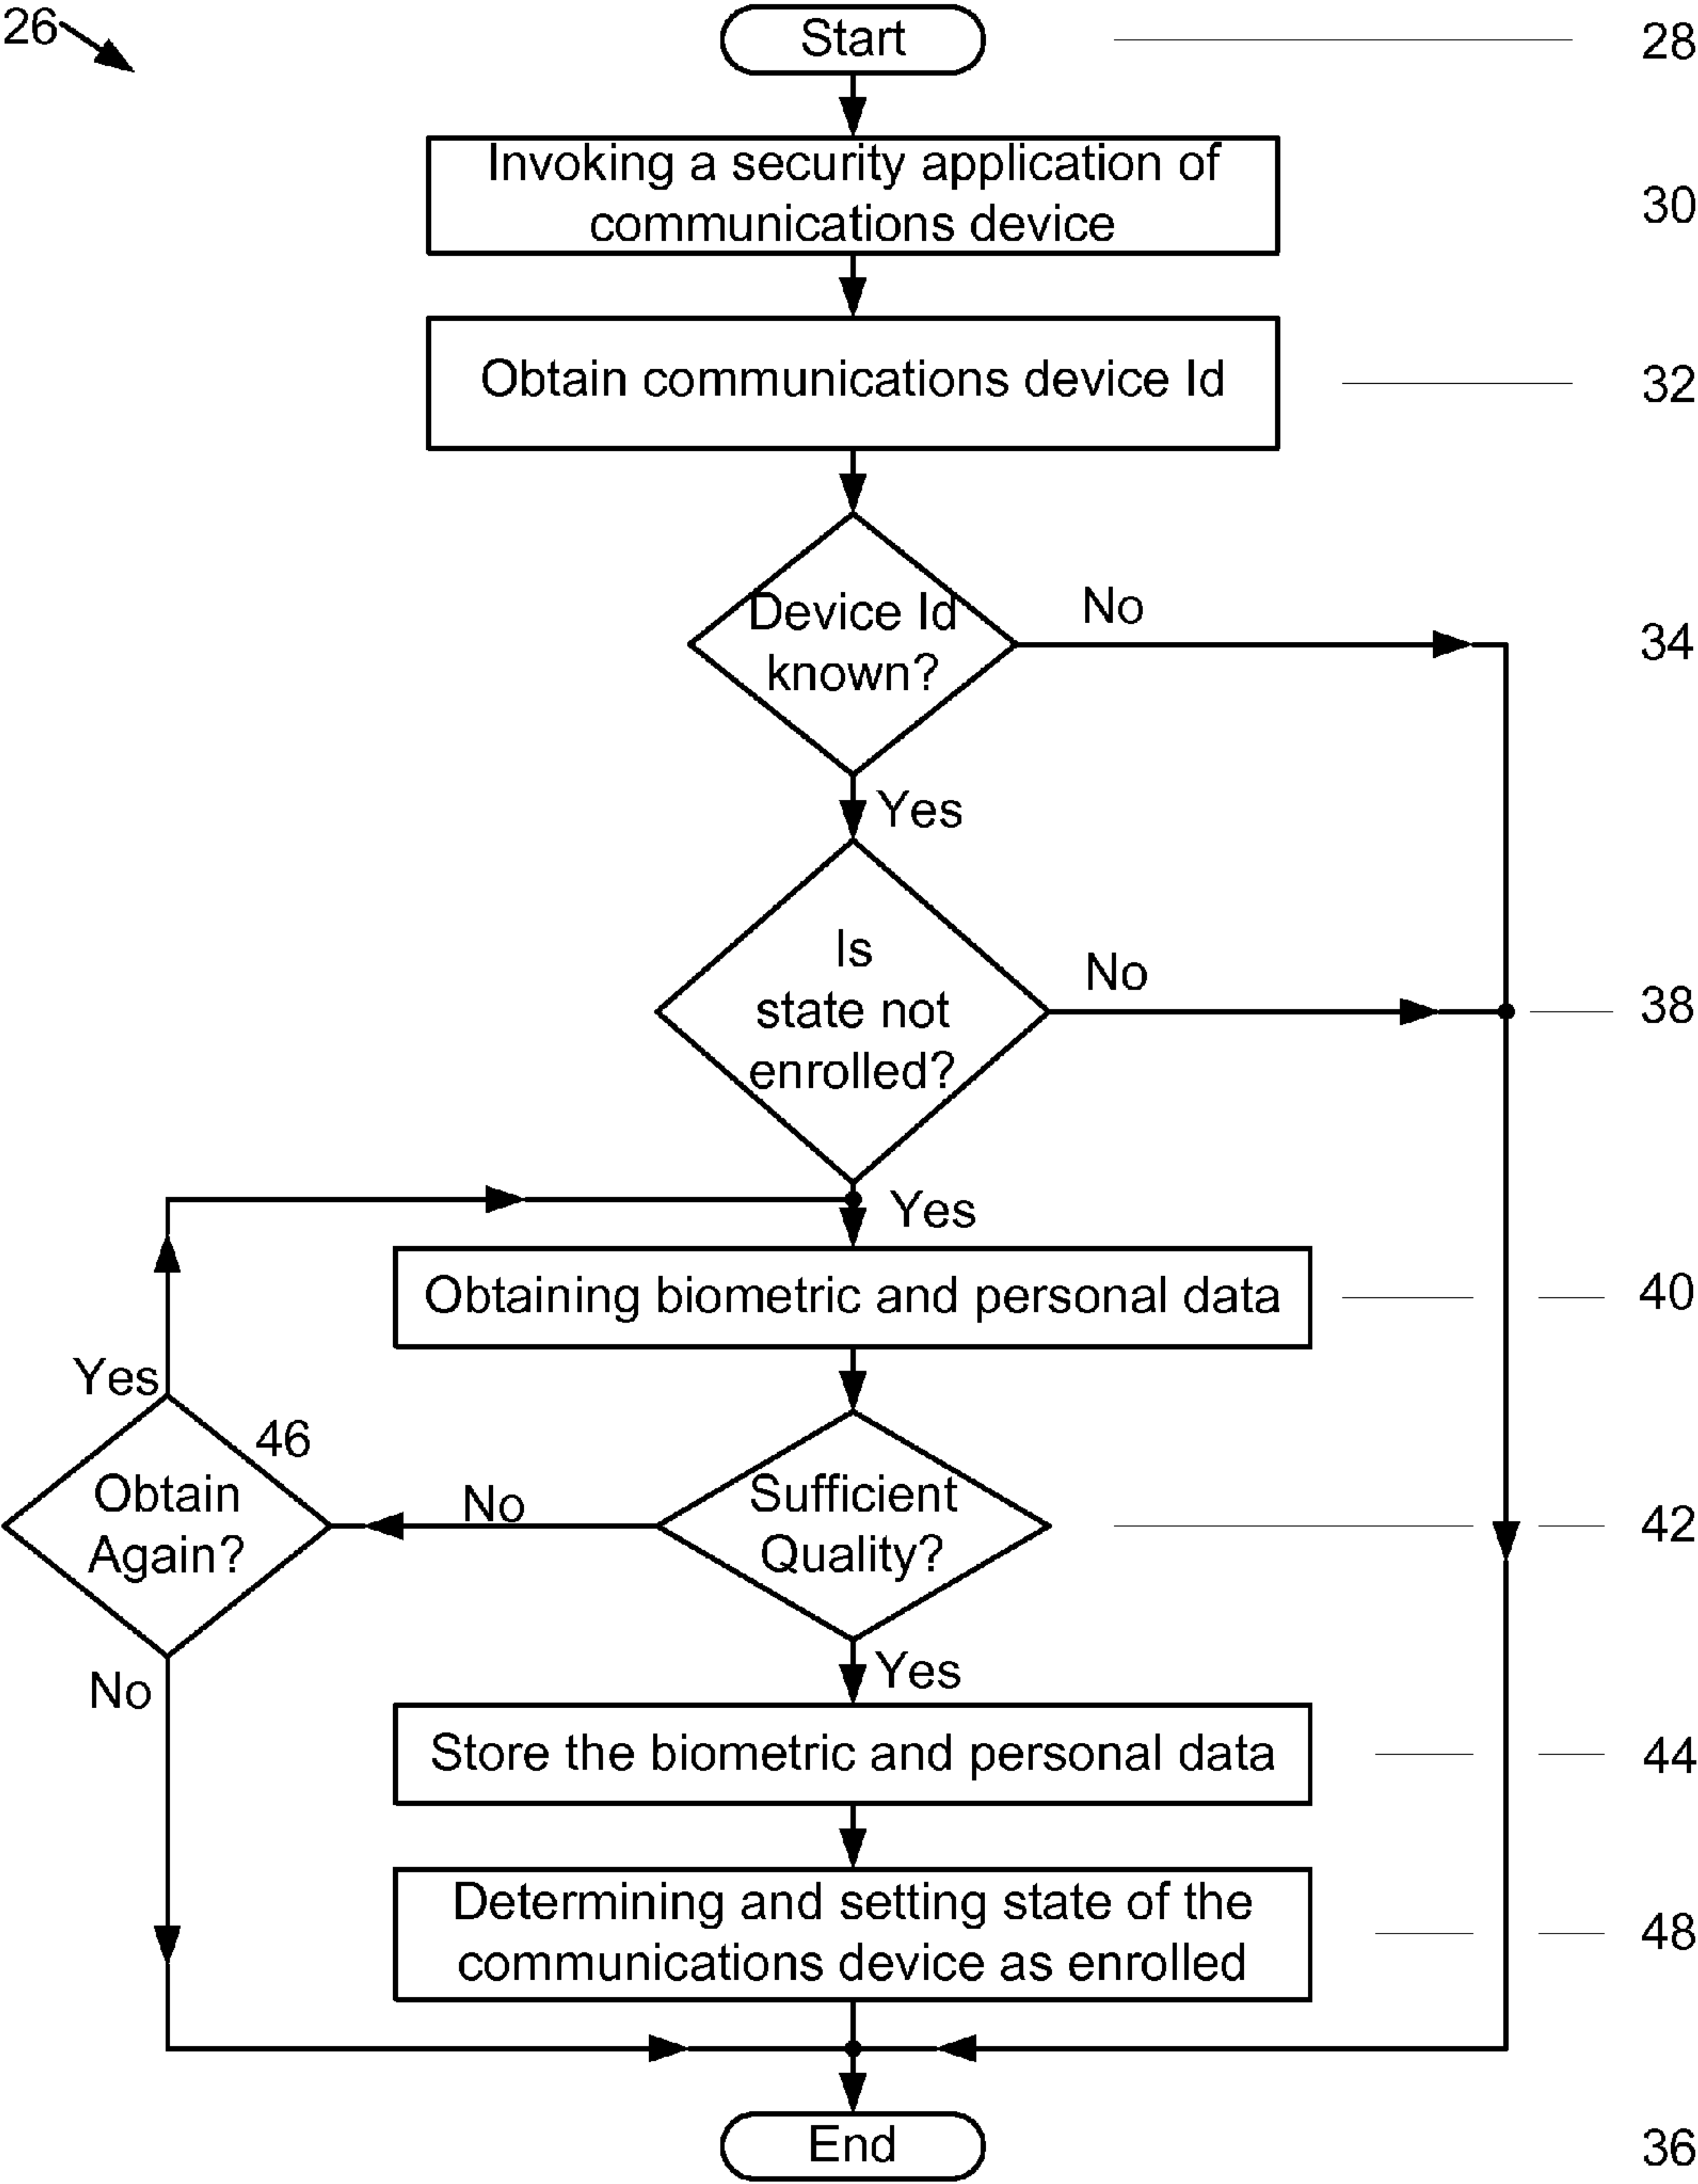 26
Start
28
Invoking a security application of
communications device
30
Obtain communications device Id
32
Device Id
known?
No
34
Yes
Is
state not
enrolled?
No
38
Yes
Obtaining biometric and personal data
40
Yes
46
Obtain
Again?
No
Sufficient
Quality?
42
No
Yes
Store the biometric and personal data
44
Determining and setting state of the
communications device as enrolled
48
End
36